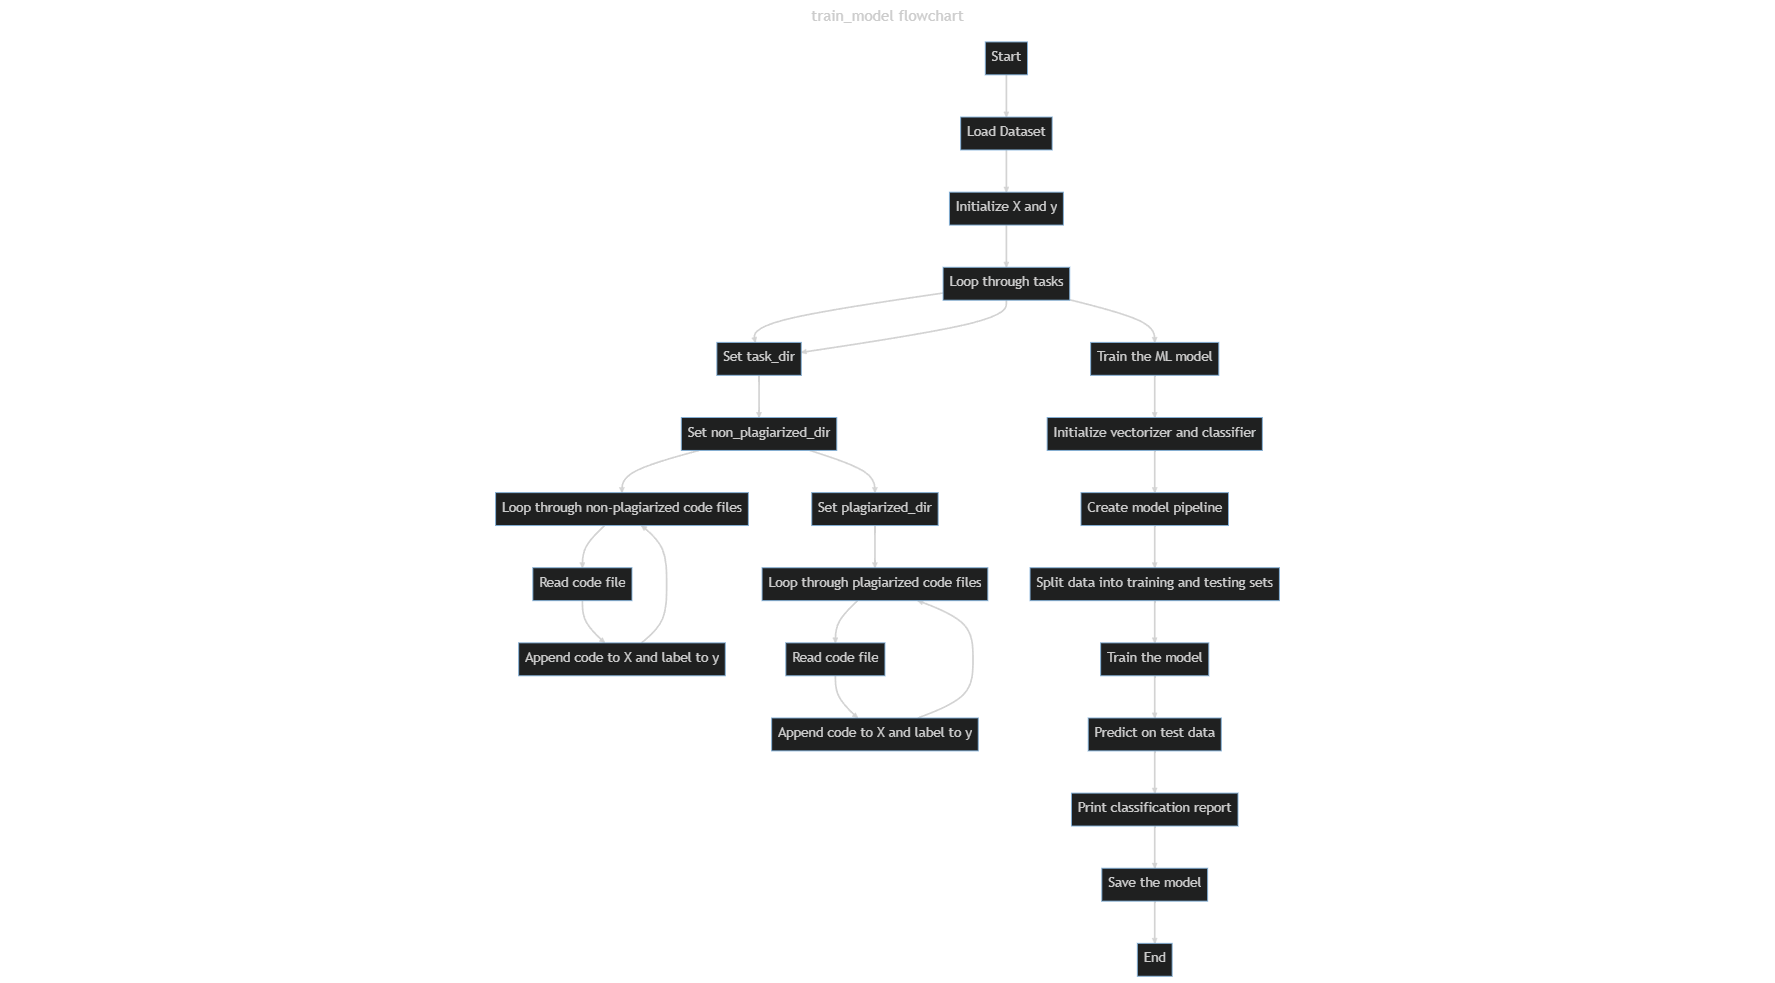 train_model flowchart
Start
Load Dataset
Initialize X and y
Loop through tasks
Set task_dir
Train the ML model
Set non_plagiarized_dir
Initialize vectorizer and classifier
Loop through non-plagiarized code files
Set plagiarized_dir
Create model pipeline
Read code file
Loop through plagiarized code files
Split data into training and testing sets
Append code to X and label to y
Read code file
Train the model
Append code to X and label to y
Predict on test data
Print classification report
Save the model
End